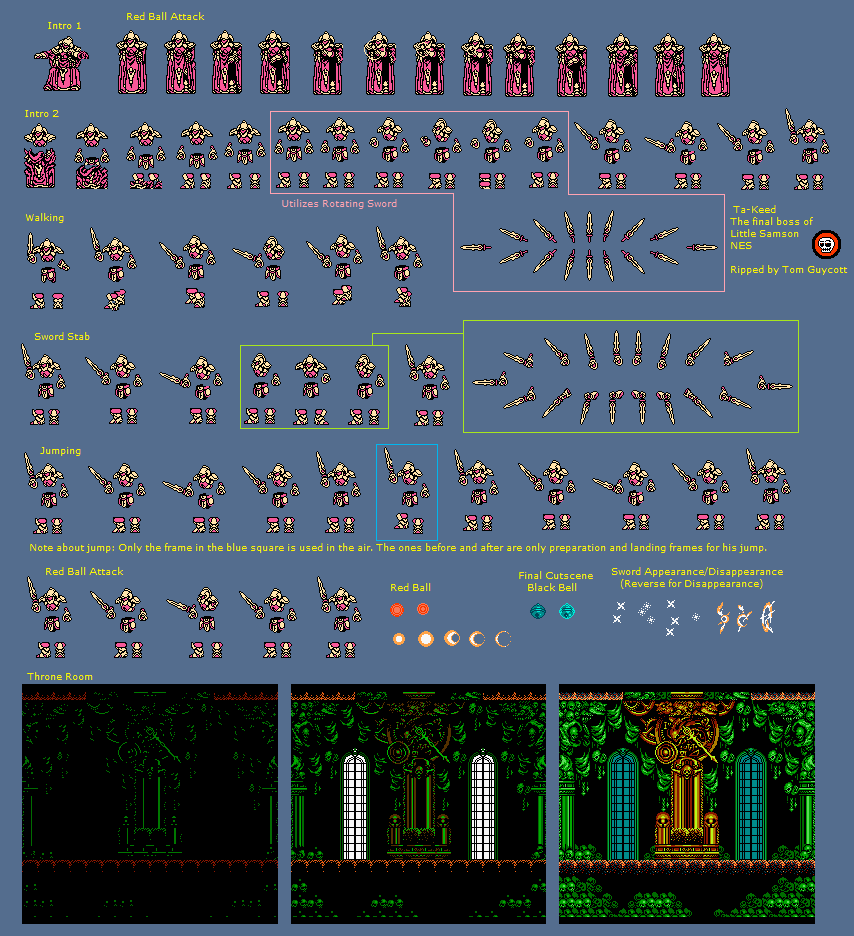 Intro 1
Red Ball Attack
Intro 2
Utilizes Rotating Sword
Walking
Ta-Keed
The final boss of
Little Samson
NES
Ripped by Tom Guycott
Sword Stab
Jumping
Note about jump: Only the frame in the blue square is used in the air. The ones before and after are only preparation and landing frames for his jump.
Red Ball Attack
Red Ball
Final Cutscene
Black Bell
Sword Appearance/Disappearance
(Reverse for Disappearance)
Throne Room